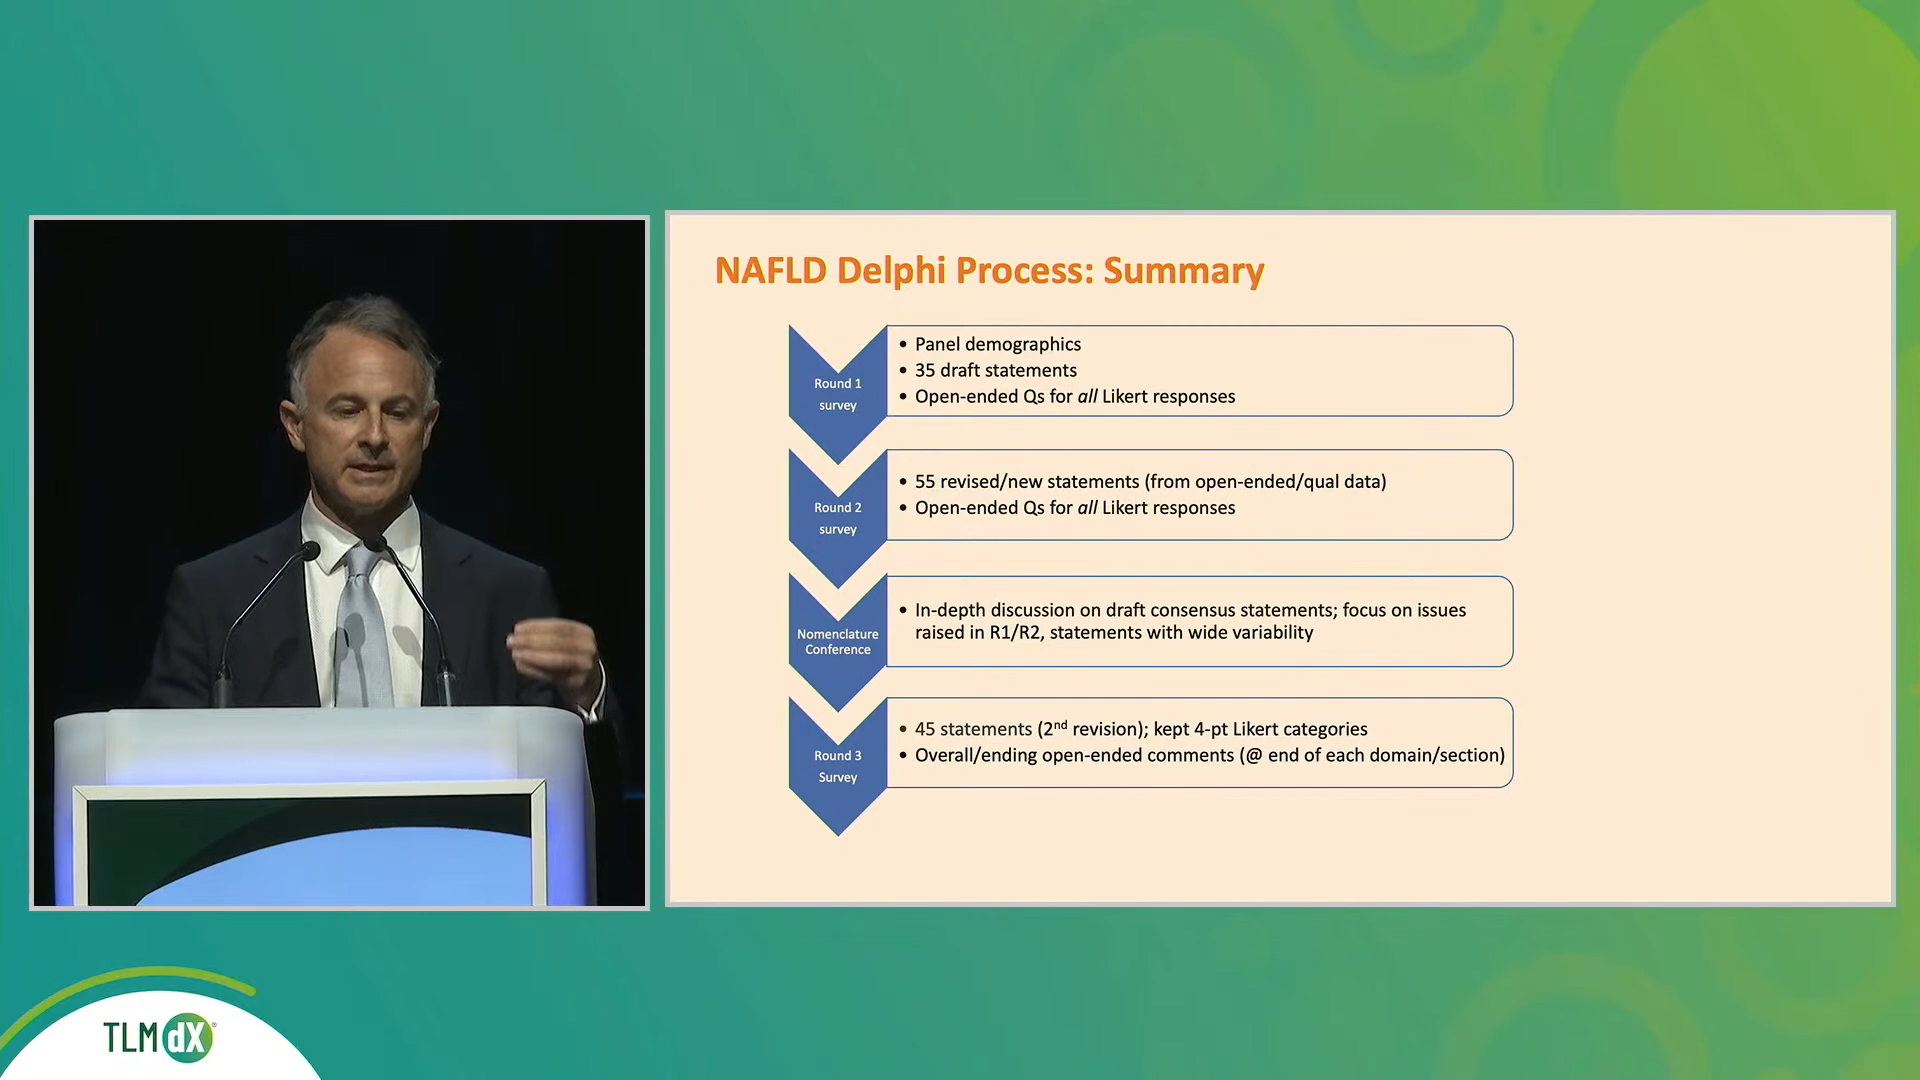 NAFLD Delphi Process: Summary
Round 1
survey
• Panel demographics
• 35 draft statements
• Open-ended Qs for all Likert responses
Round 2
survey
• 55 revised/new statements (from open-ended/qual data)
• Open-ended Qs for all Likert responses
Nomenclature
Conference
• In-depth discussion on draft consensus statements; focus on issues
raised in R1/R2, statements with wide variability
Round 3
Survey
• 45 statements (2nd revision); kept 4-pt Likert categories
• Overall/ending open-ended comments (@ end of each domain/section)
TLMdX®